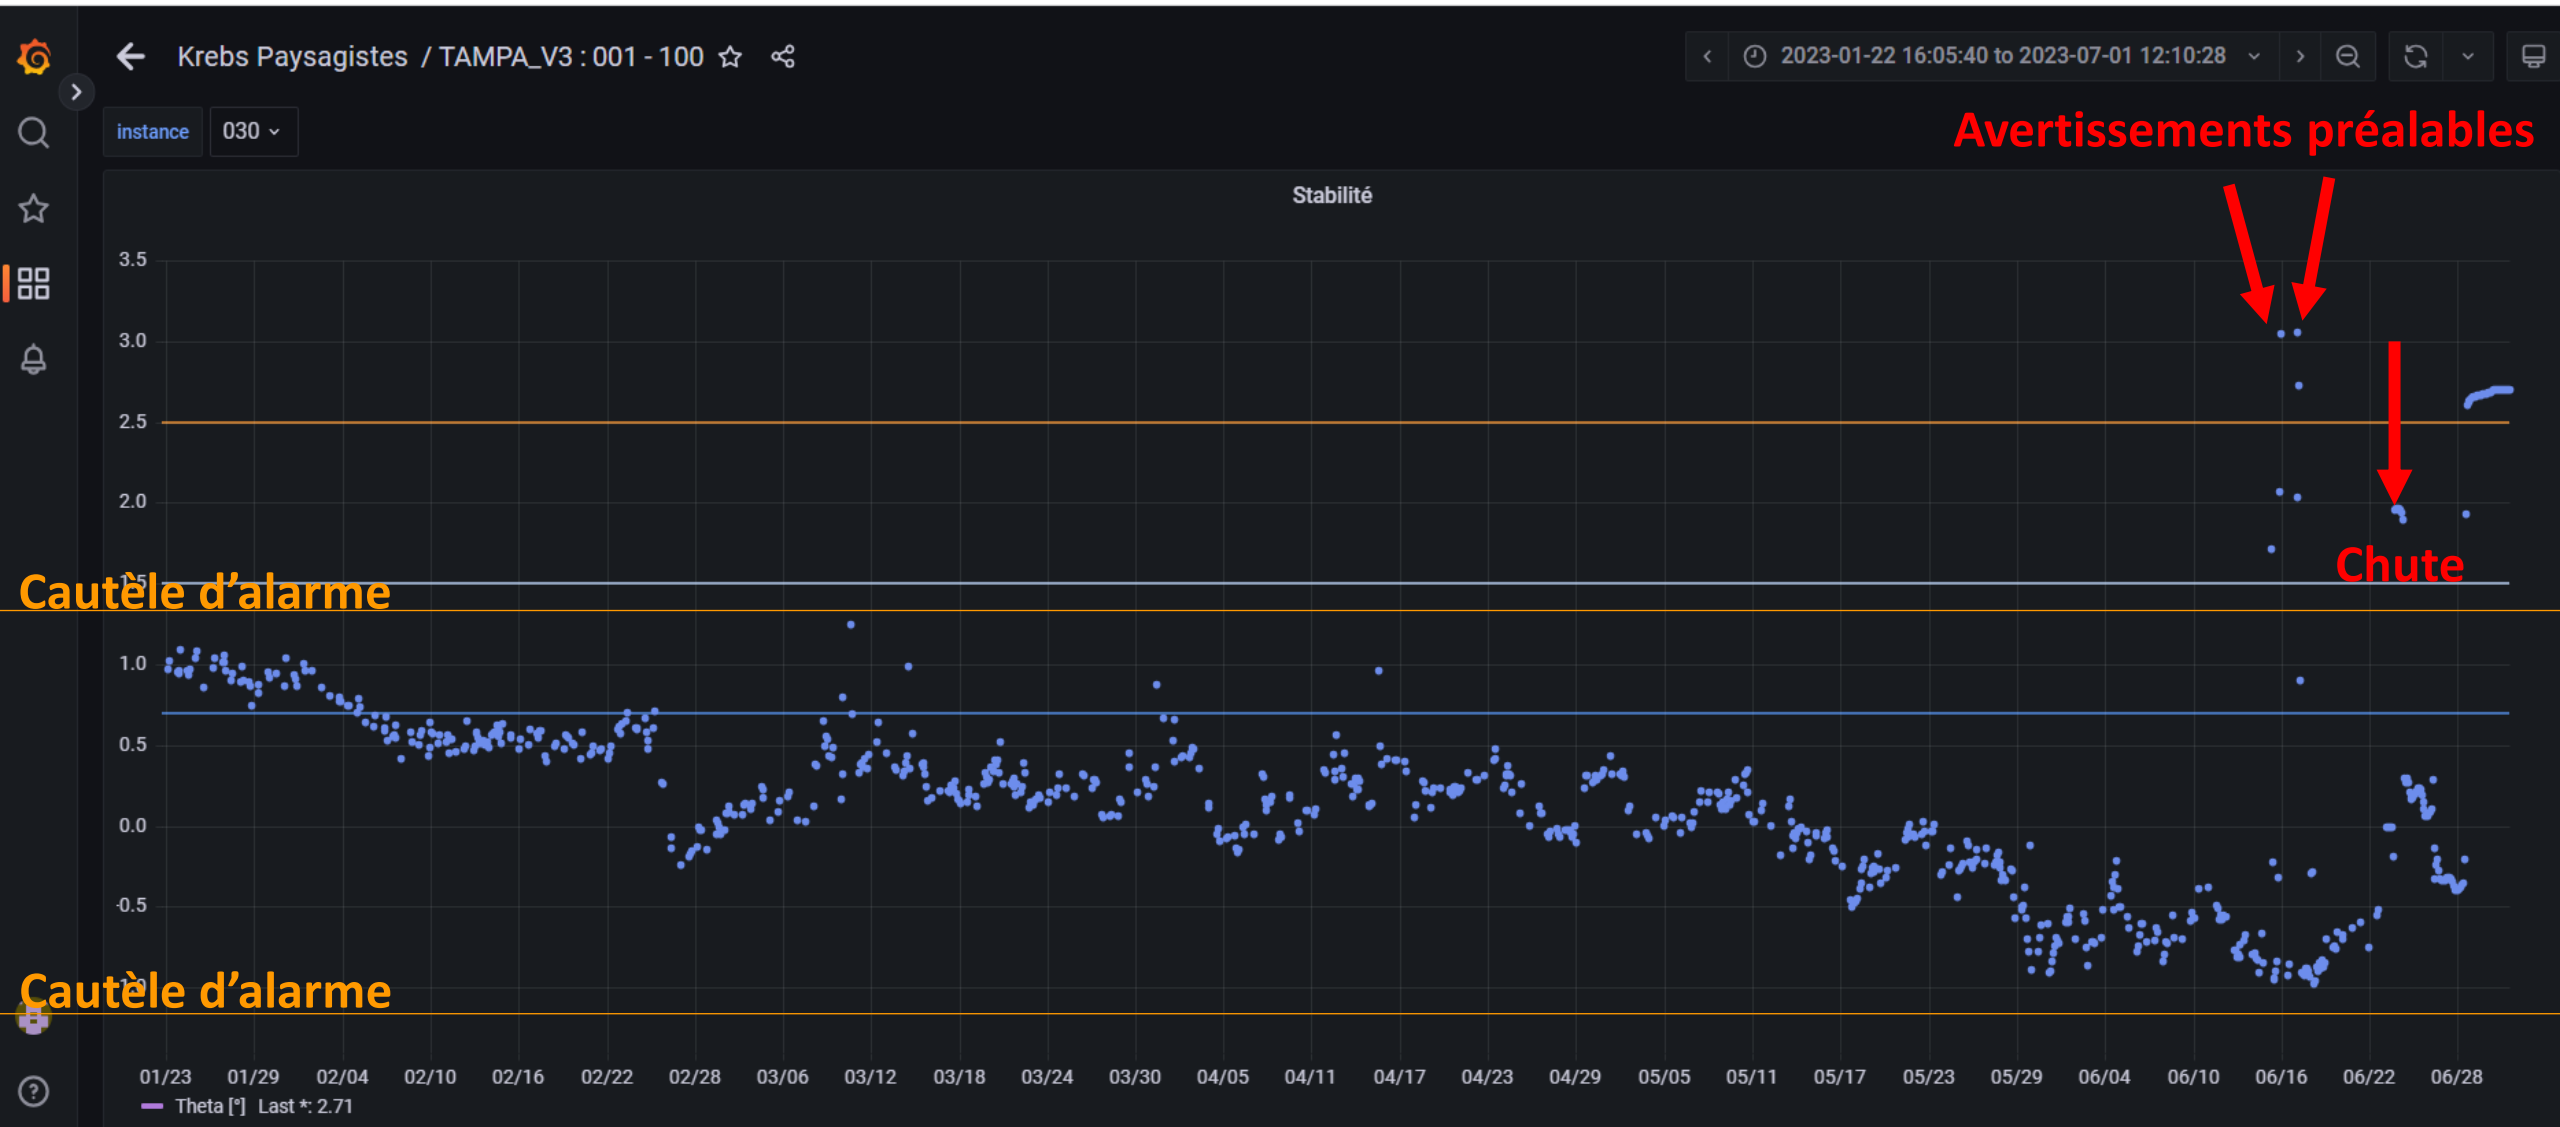 Krebs Paysagistes / TAMPA_V3 : 001 - 100
2023-01-22 16:05:40 to 2023-07-01 12:10:28
instance
030
Avertissements préalables
Stabilité
3.5
3.0
2.5
2.0
Chute
Cautèle d’alarme
1.0
0.5
0.0
-0.5
Cautèle d’alarme
01/23 01/29 02/04 02/10 02/16 02/22 02/28 03/06 03/12 03/18 03/24 03/30 04/05 04/11 04/17 04/23 04/29 05/05 05/11 05/17 05/23 05/29 06/04 06/10 06/16 06/22 06/28
Theta [°] Last *: 2.71